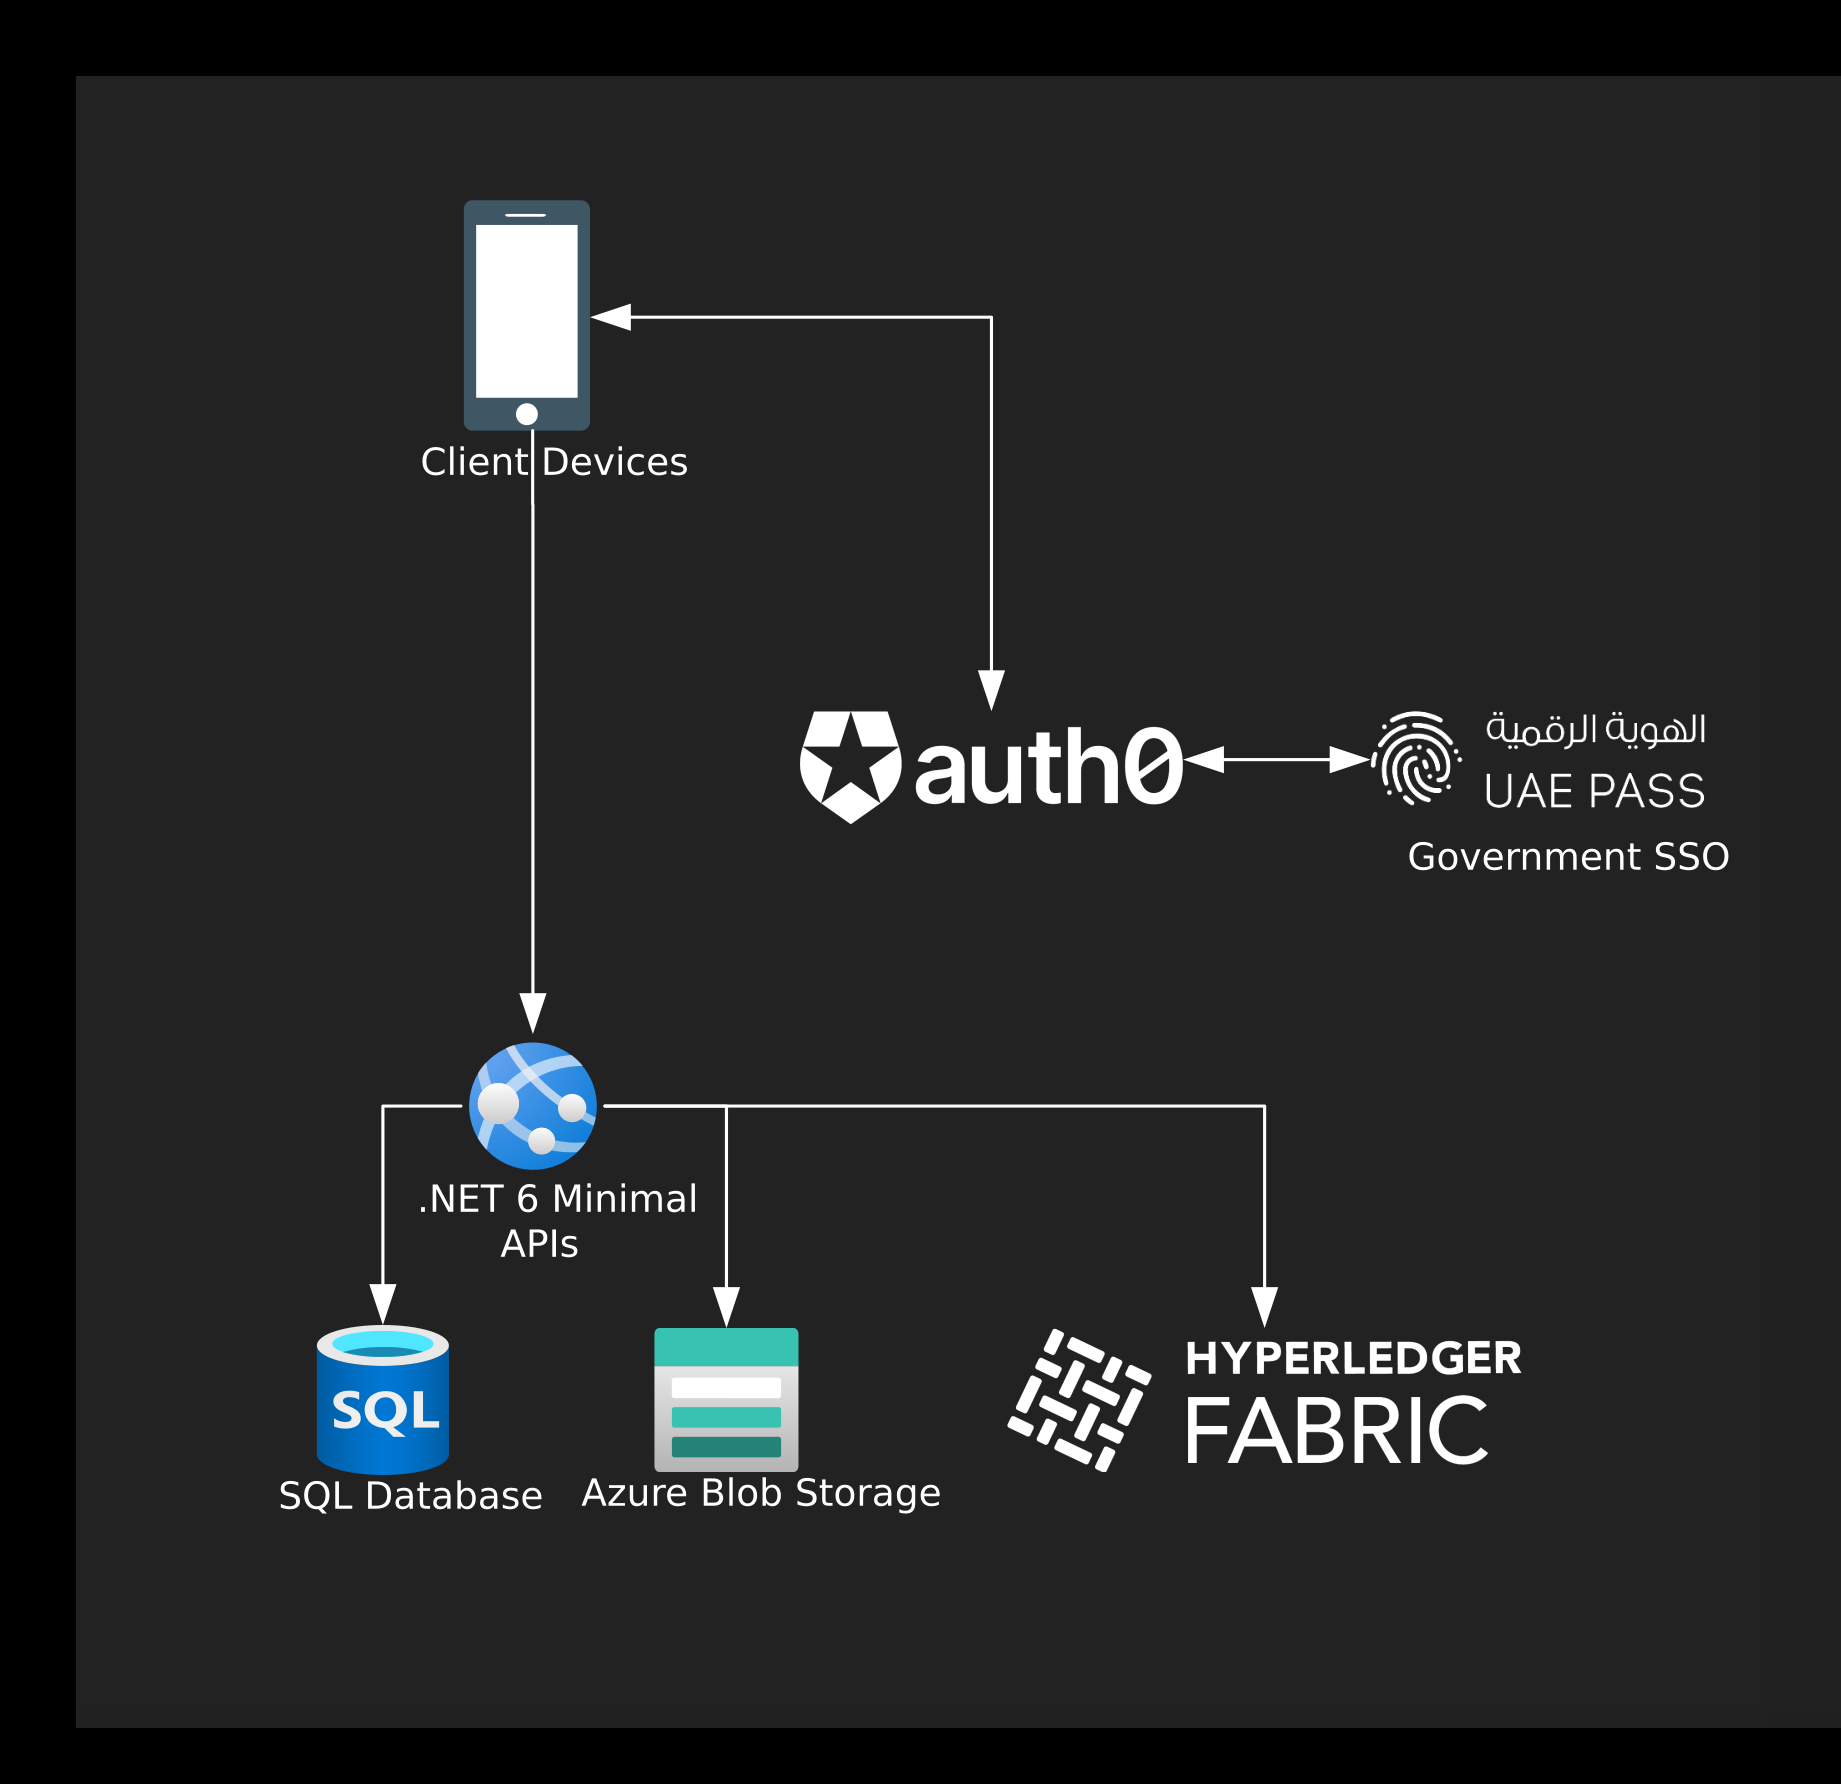 Client Devices
auth0
الهوية الرقمية
UAE PASS
Government SSO
.NET 6 Minimal
APIs
SQL
SQL Database
Azure Blob Storage
HYPERLEDGER
FABRIC